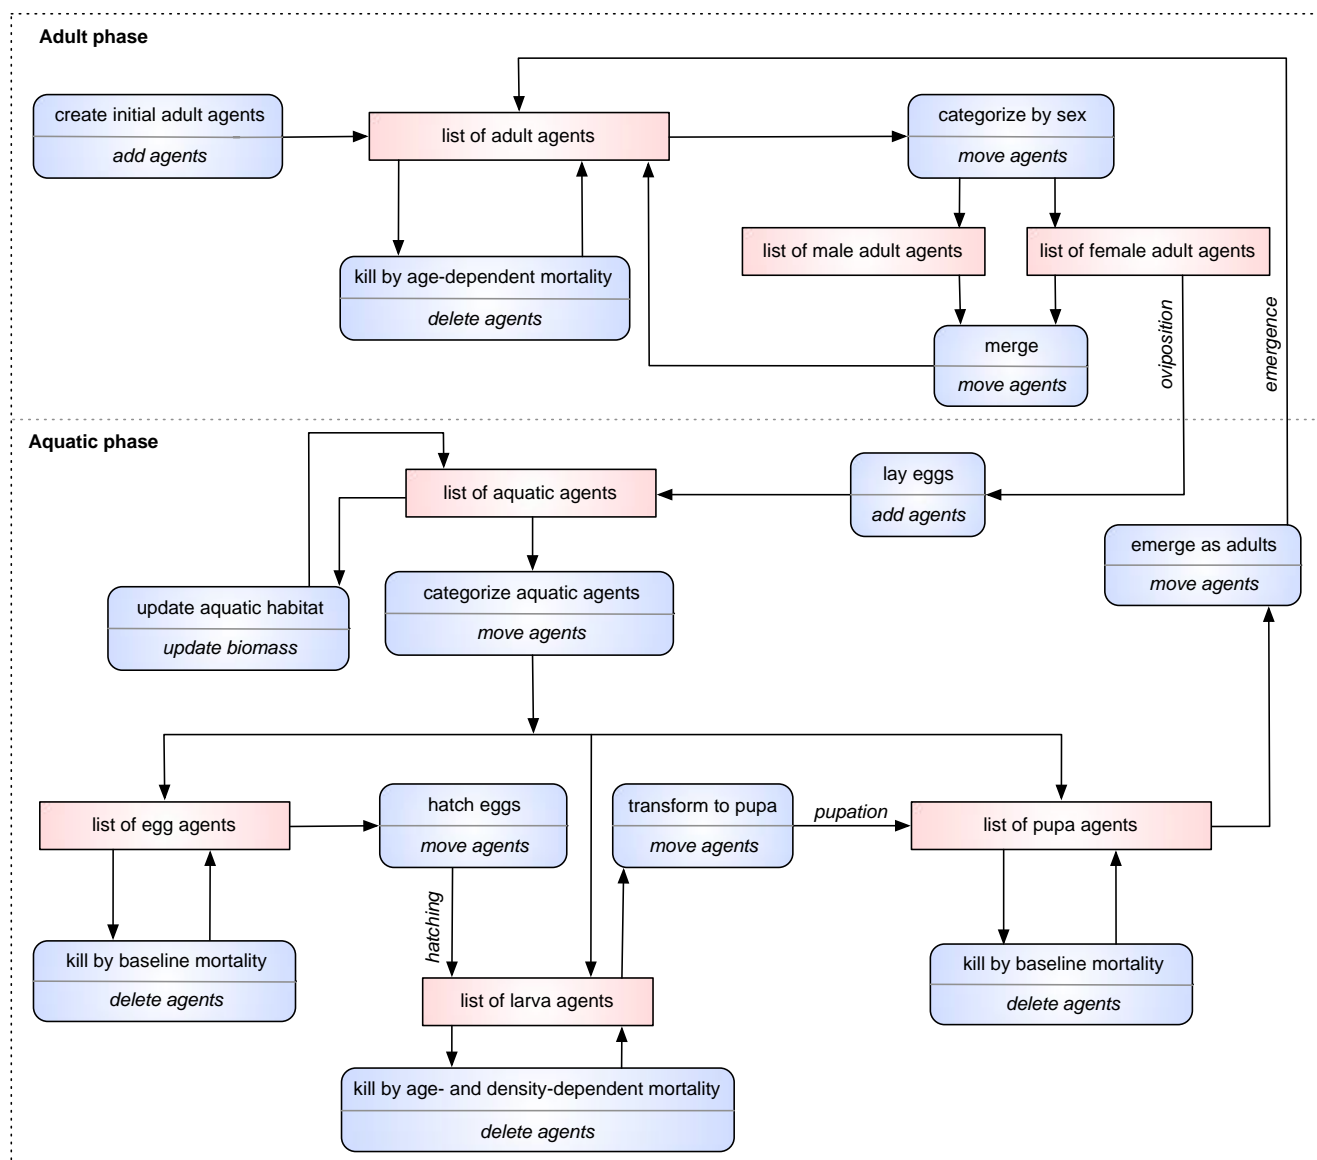 Adult phase
create initial adult agents
add agents
list of adult agents
categorize by sex
move agents
list of male adult agents
list of female adult agents
kill by age-dependent mortality
delete agents
merge
move agents
oviposition
emergence
Aquatic phase
list of aquatic agents
lay eggs
add agents
emerge as adults
move agents
update aquatic habitat
update biomass
categorize aquatic agents
move agents
list of egg agents
hatch eggs
move agents
transform to pupa
move agents
pupation
list of pupa agents
hatching
kill by baseline mortality
delete agents
list of larva agents
kill by baseline mortality
delete agents
kill by age- and density-dependent mortality
delete agents